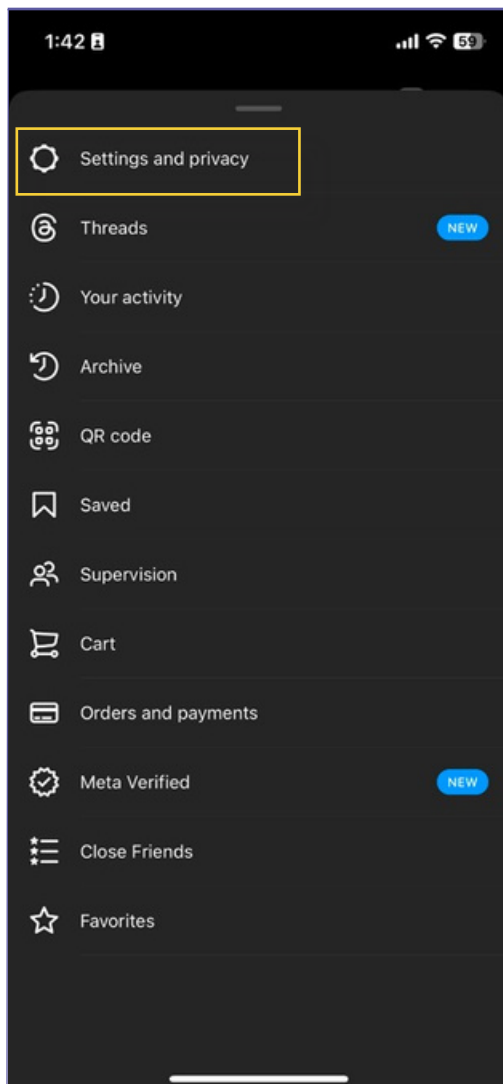 1:42
59
Settings and privacy
Threads NEW
Your activity
Archive
QR code
Saved
Supervision
Cart
Orders and payments
Meta Verified NEW
Close Friends
Favorites